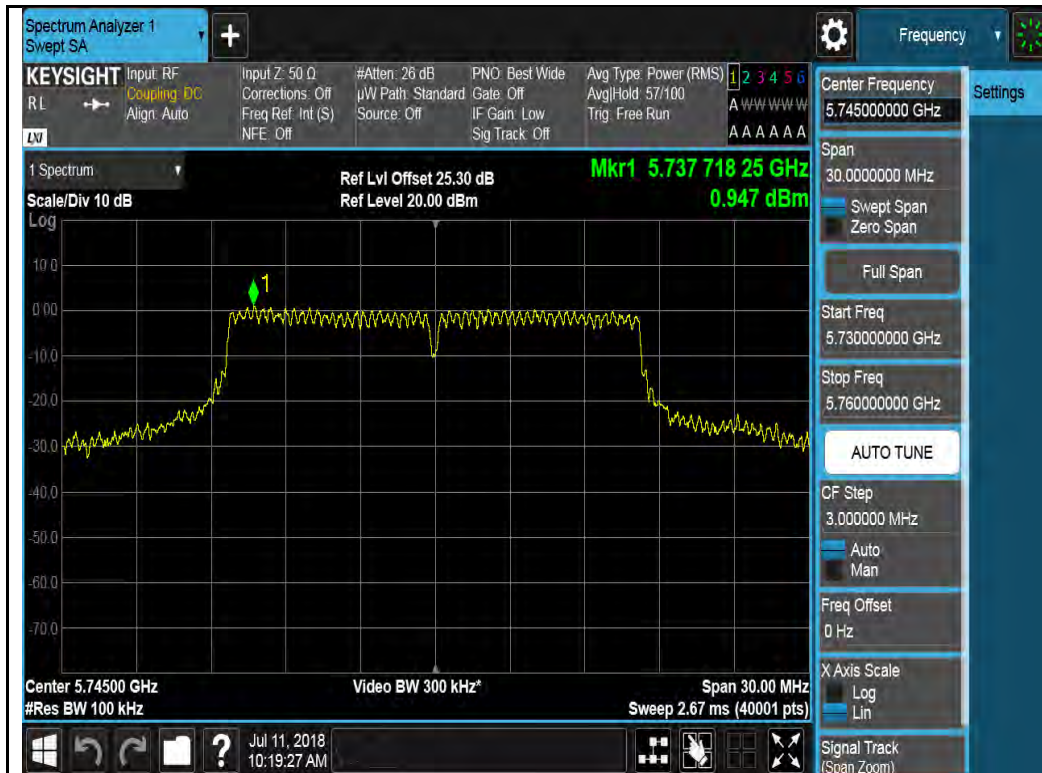 Spectrum Analyzer 1
Swept SA
+
Frequency
KEYSIGHT
RL
LXI
Input: RF
Coupling: DC
Align: Auto
Input Z: 50 Ω
Corrections: Off
Freq Ref: Int (S)
NFE: Off
#Atten: 26 dB
µW Path: Standard
Source: Off
PNO: Best Wide
Gate: Off
IF Gain: Low
Sig Track: Off
Avg Type: Power (RMS)
Avg|Hold: 57/100
Trig: Free Run
1 2 3 4 5 6
A W W W W W
A A A A A A
1 Spectrum
Scale/Div 10 dB
Ref Lvl Offset 25.30 dB
Ref Level 20.00 dBm
Mkr1 5.737 718 25 GHz
0.947 dBm
Log
10.0
0.00
-10.0
-20.0
-30.0
-40.0
-50.0
-60.0
-70.0
1
Center 5.74500 GHz
#Res BW 100 kHz
Video BW 300 kHz*
Span 30.00 MHz
Sweep 2.67 ms (40001 pts)
?
Jul 11, 2018
10:19:27 AM
Center Frequency
5.745000000 GHz
Span
30.0000000 MHz
Swept Span
Zero Span
Full Span
Start Freq
5.730000000 GHz
Stop Freq
5.760000000 GHz
AUTO TUNE
CF Step
3.000000 MHz
Auto
Man
Freq Offset
0 Hz
X Axis Scale
Log
Lin
Signal Track
(Span Zoom)
Settings